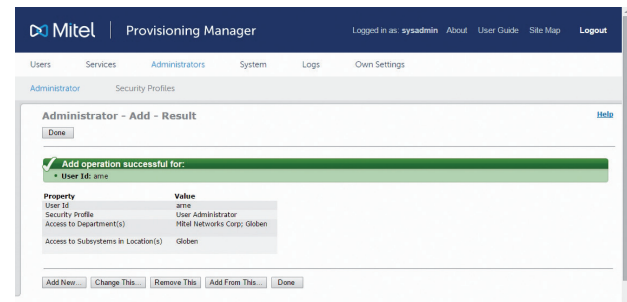 Mitel | Provisioning Manager
Logged in as: sysadmin About User Guide Site Map Logout
Users Services Administrators System Logs Own Settings
Administrator Security Profiles
Administrator - Add - Result
Help
Done
Add operation successful for:
• User Id: arne
Property Value
User Id arne
Security Profile User Administrator
Access to Department(s) Mitel Networks Corp; Globen
Access to Subsystems in Location(s) Globen
Add New... Change This... Remove This Add From This... Done